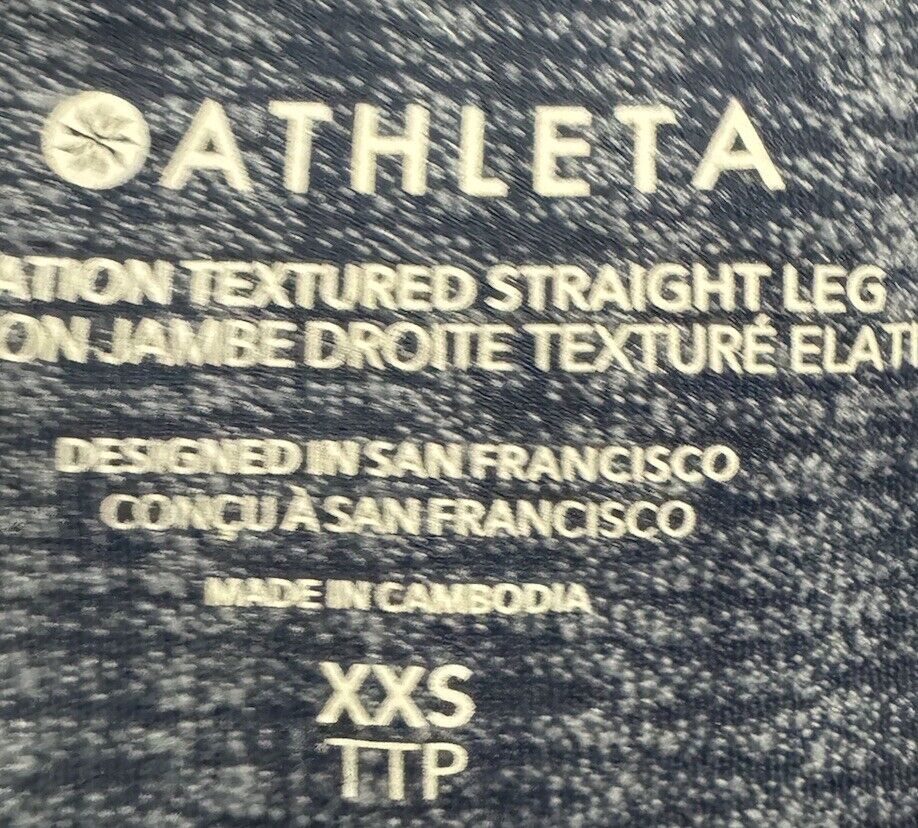 ATHLETA
ATION TEXTURED STRAIGHT LEG
ON JAMBE DROITE TEXTURÉ ELATI
DESIGNED IN SAN FRANCISCO
CONÇU À SAN FRANCISCO
MADE IN CAMBODIA
XXS
TTP